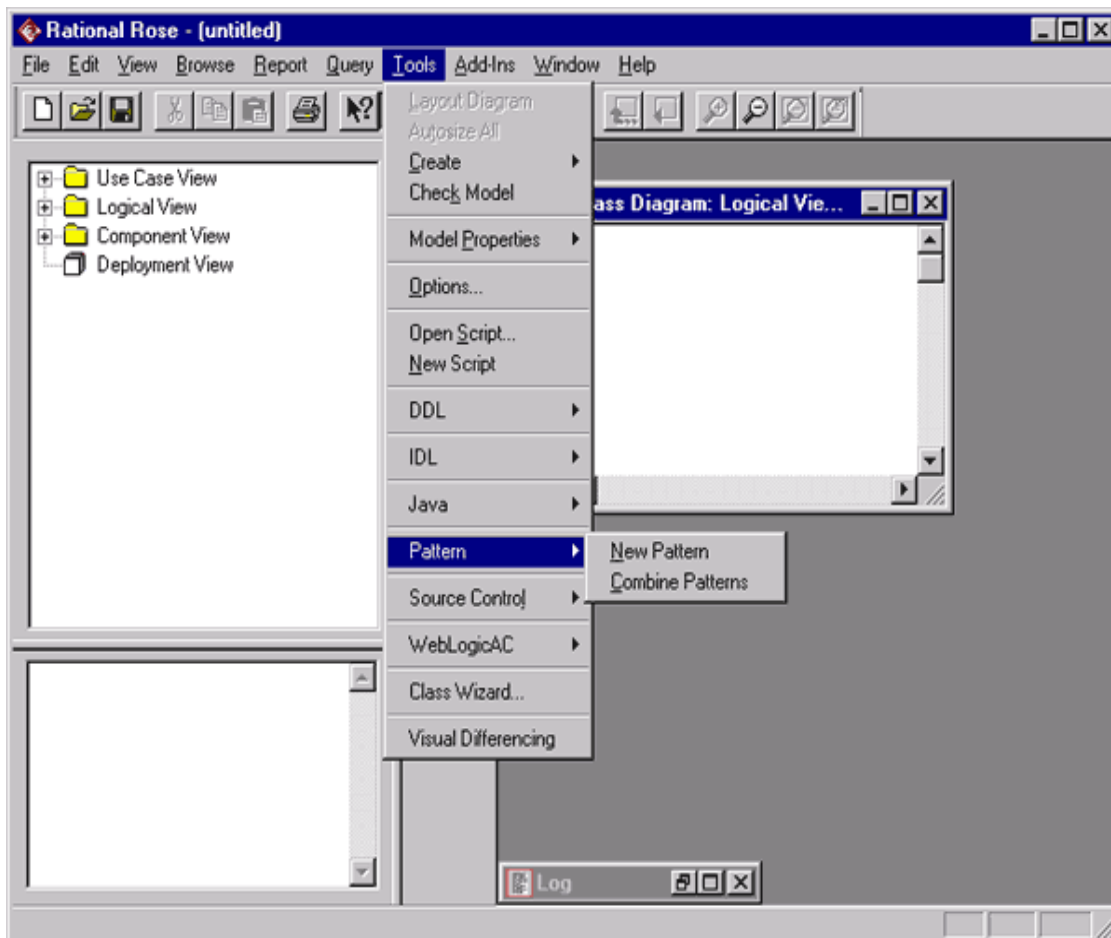 Rational Rose - (untitled)
File Edit View Browse Report Query Tools Add-Ins Window Help
Layout Diagram
Autosize All
Create
Check Model
Model Properties
Options...
Open Script...
New Script
DDL
IDL
Java
Pattern
Source Control
WebLogicAC
Class Wizard...
Visual Differencing
New Pattern
Combine Patterns
Use Case View
Logical View
Component View
Deployment View
ass Diagram: Logical Vie...
Log